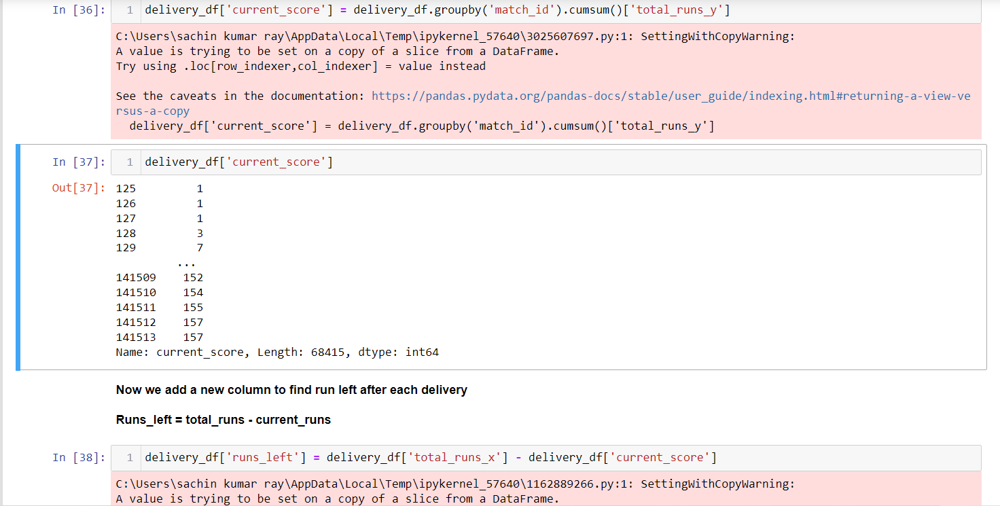 In [36]: 1 delivery_df['current_score'] = delivery_df.groupby('match_id').cumsum()['total_runs_y']
C:\Users\sachin kumar ray\AppData\Local\Temp\ipykernel_57640\3025607697.py:1: SettingWithCopyWarning:
A value is trying to be set on a copy of a slice from a DataFrame.
Try using .loc[row_indexer,col_indexer] = value instead
See the caveats in the documentation: https://pandas.pydata.org/pandas-docs/stable/user_guide/indexing.html#returning-a-view-ve
rsus-a-copy
delivery_df['current_score'] = delivery_df.groupby('match_id').cumsum()['total_runs_y']
In [37]: 1 delivery_df['current_score']
Out[37]: 125 1
126 1
127 1
128 3
129 7
...
141509 152
141510 154
141511 155
141512 157
141513 157
Name: current_score, Length: 68415, dtype: int64
Now we add a new column to find run left after each delivery
Runs_left = total_runs - current_runs
In [38]: 1 delivery_df['runs_left'] = delivery_df['total_runs_x'] - delivery_df['current_score']
C:\Users\sachin kumar ray\AppData\Local\Temp\ipykernel_57640\1162889266.py:1: SettingWithCopyWarning:
A value is trying to be set on a copy of a slice from a DataFrame.